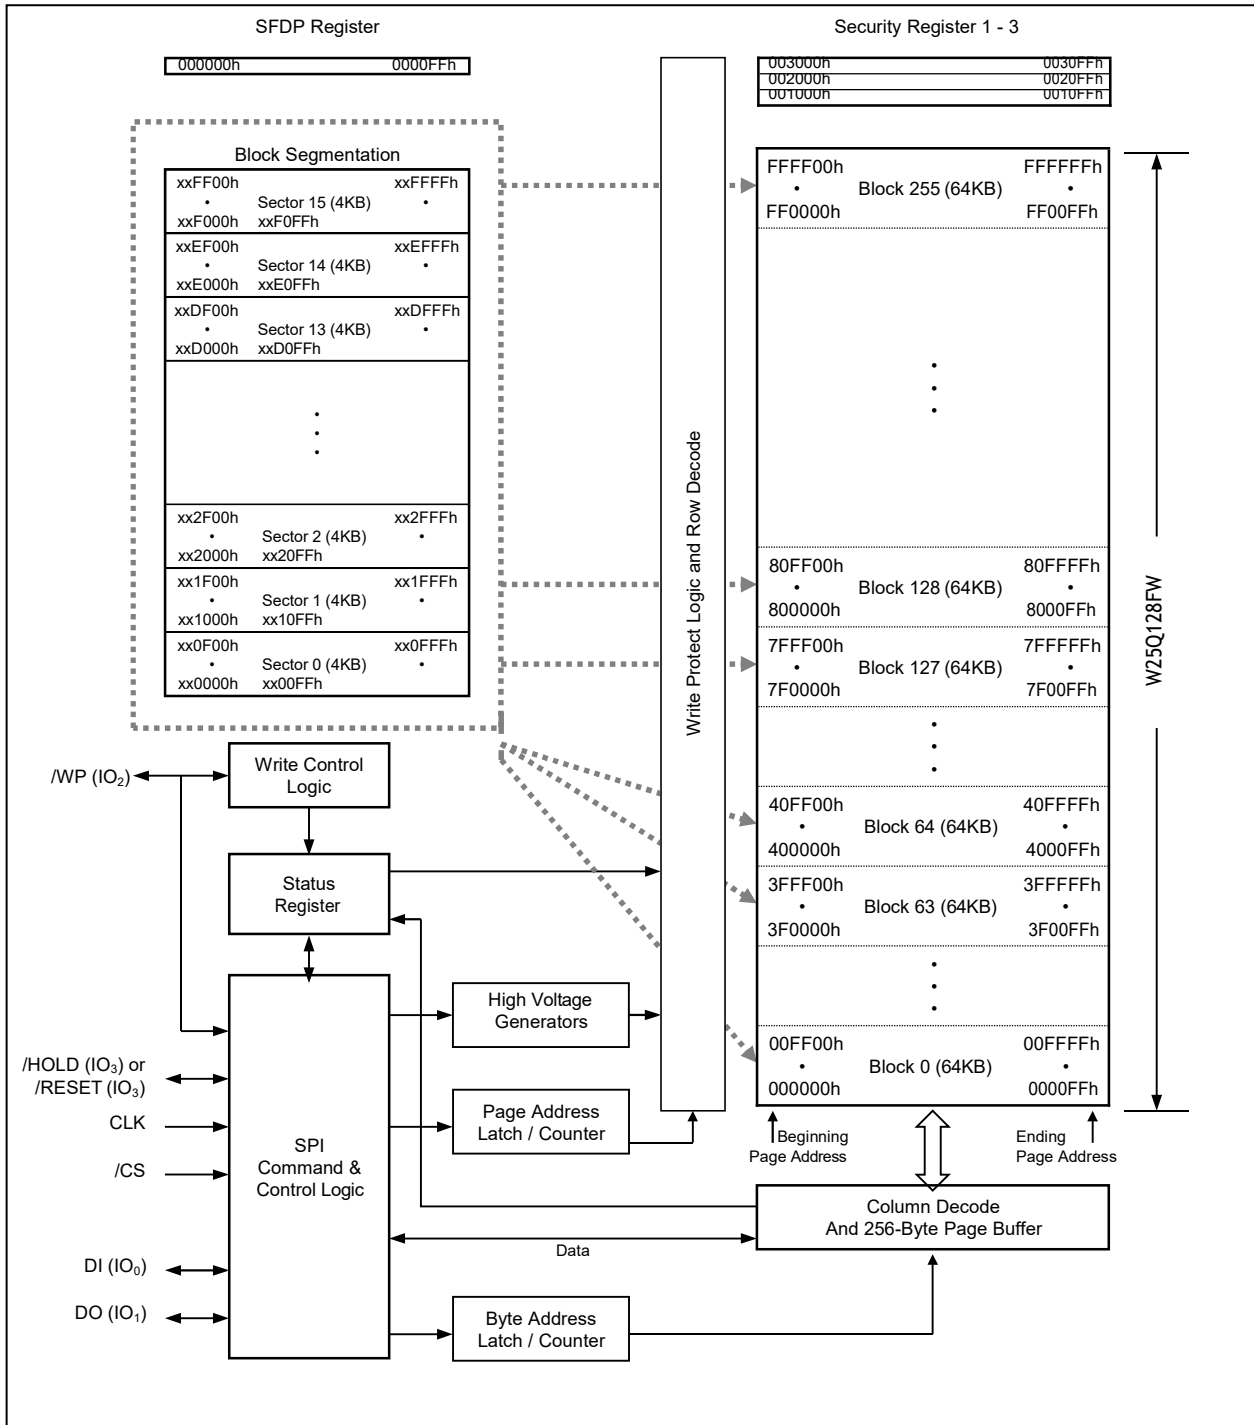 SFDP Register
000000h 0000FFh
Security Register 1 - 3
003000h 0030FFh
002000h 0020FFh
001000h 0010FFh
Block Segmentation
xxFF00h xxFFFFh
• Sector 15 (4KB) •
xxF000h xxF0FFh
xxEF00h xxEFFFh
• Sector 14 (4KB) •
xxE000h xxE0FFh
xxDF00h xxDFFFh
• Sector 13 (4KB) •
xxD000h xxD0FFh
xx2F00h xx2FFFh
• Sector 2 (4KB) •
xx2000h xx20FFh
xx1F00h xx1FFFh
• Sector 1 (4KB) •
xx1000h xx10FFh
xx0F00h xx0FFFh
• Sector 0 (4KB) •
xx0000h xx00FFh
Write Protect Logic and Row Decode
FFFF00h FFFFFFh
• Block 255 (64KB) •
FF0000h FF00FFh
80FF00h 80FFFFh
• Block 128 (64KB) •
800000h 8000FFh
7FFF00h 7FFFFFh
• Block 127 (64KB) •
7F0000h 7F00FFh
40FF00h 40FFFFh
• Block 64 (64KB) •
400000h 4000FFh
3FFF00h 3FFFFFh
• Block 63 (64KB) •
3F0000h 3F00FFh
00FF00h 00FFFFh
• Block 0 (64KB) •
000000h 0000FFh
W25Q128FW
Beginning
Page Address
Ending
Page Address
/WP (IO₂)
Write Control
Logic
Status
Register
High Voltage
Generators
/HOLD (IO₃) or
/RESET (IO₃)
CLK
/CS
DI (IO₀)
DO (IO₁)
SPI
Command &
Control Logic
Page Address
Latch / Counter
Column Decode
And 256-Byte Page Buffer
Data
Byte Address
Latch / Counter